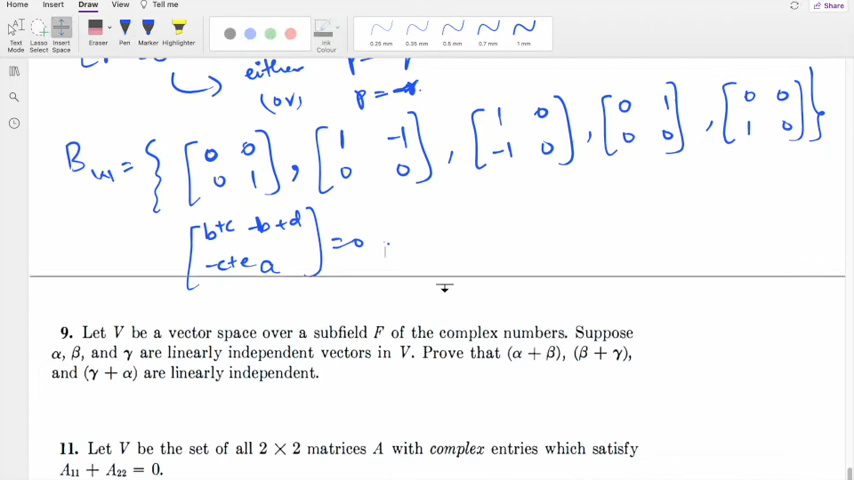 Home Insert Draw View Tell me
Share
Text Mode
Lasso Select
Insert Space
Eraser
Pen
Marker
Highlighter
Ink Colour
0.25 mm 0.35 mm 0.5 mm 0.7 mm 1 mm
either
(or) p =
B = { [ 0 0 0 1 ] , [ 1 -1 0 0 ] , [ 1 0 -1 0 ] , [ 0 1 0 0 ] , [ 0 0 1 0 ] }
[ b+c -b+d
-c+e a ] = 0
9. Let V be a vector space over a subfield F of the complex numbers. Suppose
α, β, and γ are linearly independent vectors in V. Prove that (α + β), (β + γ),
and (γ + α) are linearly independent.
11. Let V be the set of all 2 × 2 matrices A with complex entries which satisfy
A₁₁ + A₂₂ = 0.